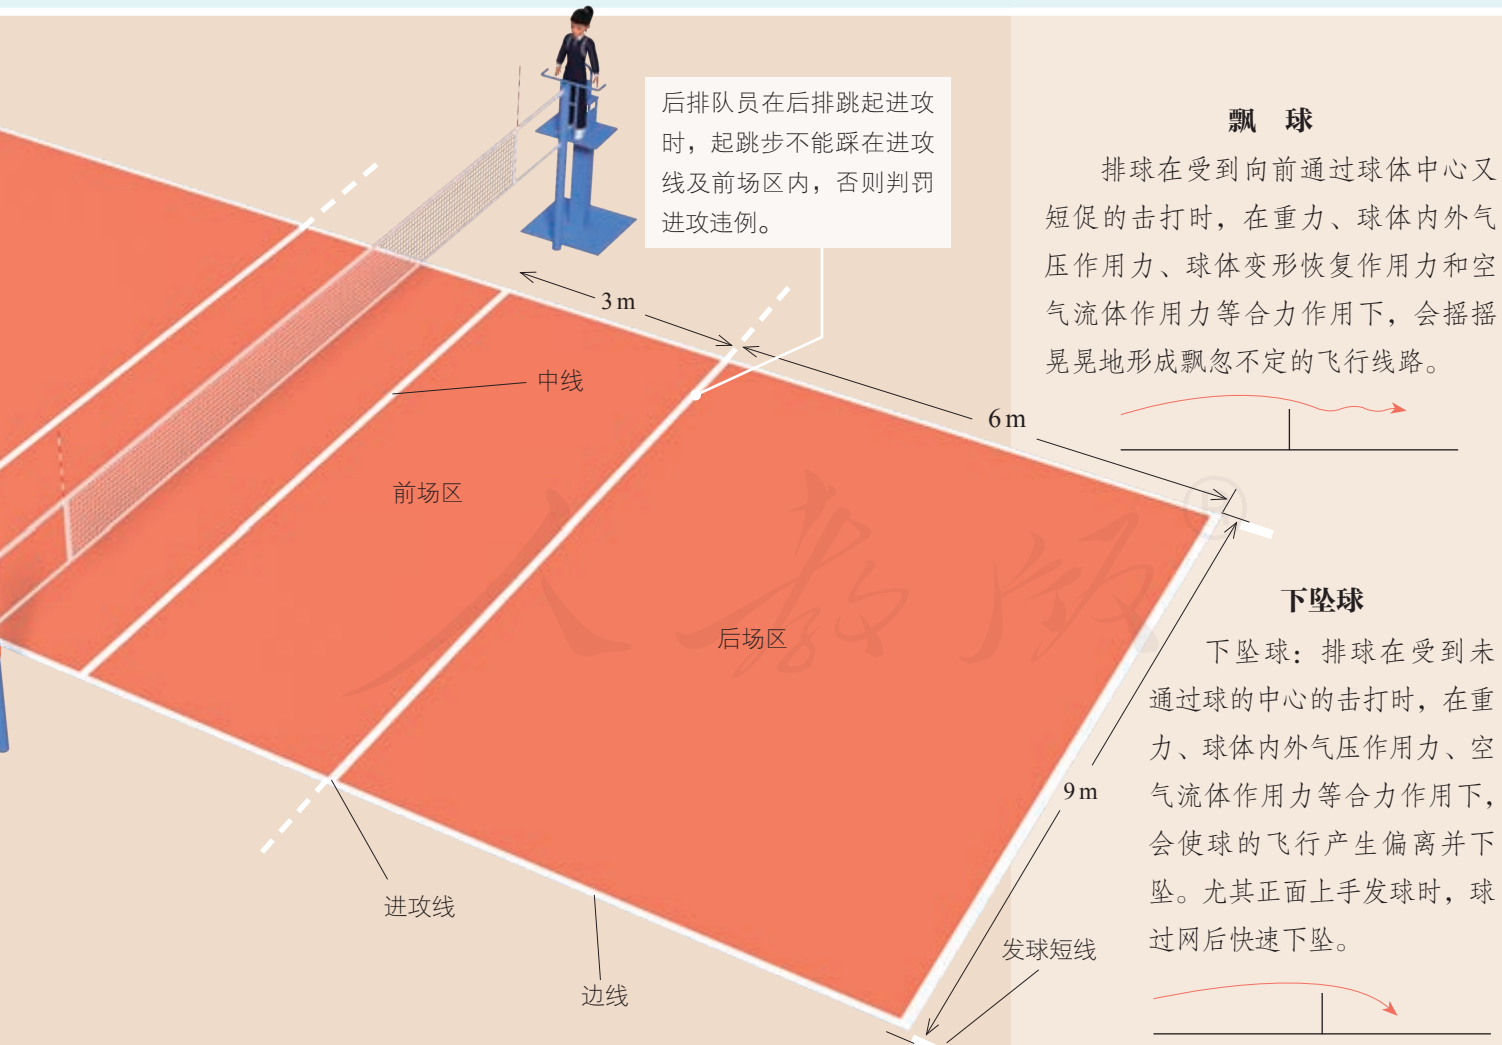 后排队员在后排跳起进攻
时，起跳步不能踩在进攻
线及前场区内，否则判罚
进攻违例。
3 m
中线
6 m
前场区
后场区
9 m
进攻线
边线
发球短线
飘 球
排球在受到向前通过球体中心又
短促的击打时，在重力、球体内外气
压作用力、球体变形恢复作用力和空
气流体作用力等合力作用下，会摇摇
晃晃地形成飘忽不定的飞行线路。
下坠球
下坠球：排球在受到未
通过球的中心的击打时，在重
力、球体内外气压作用力、空
气流体作用力等合力作用下，
会使球的飞行产生偏离并下
坠。尤其正面上手发球时，球
过网后快速下坠。
人教版®